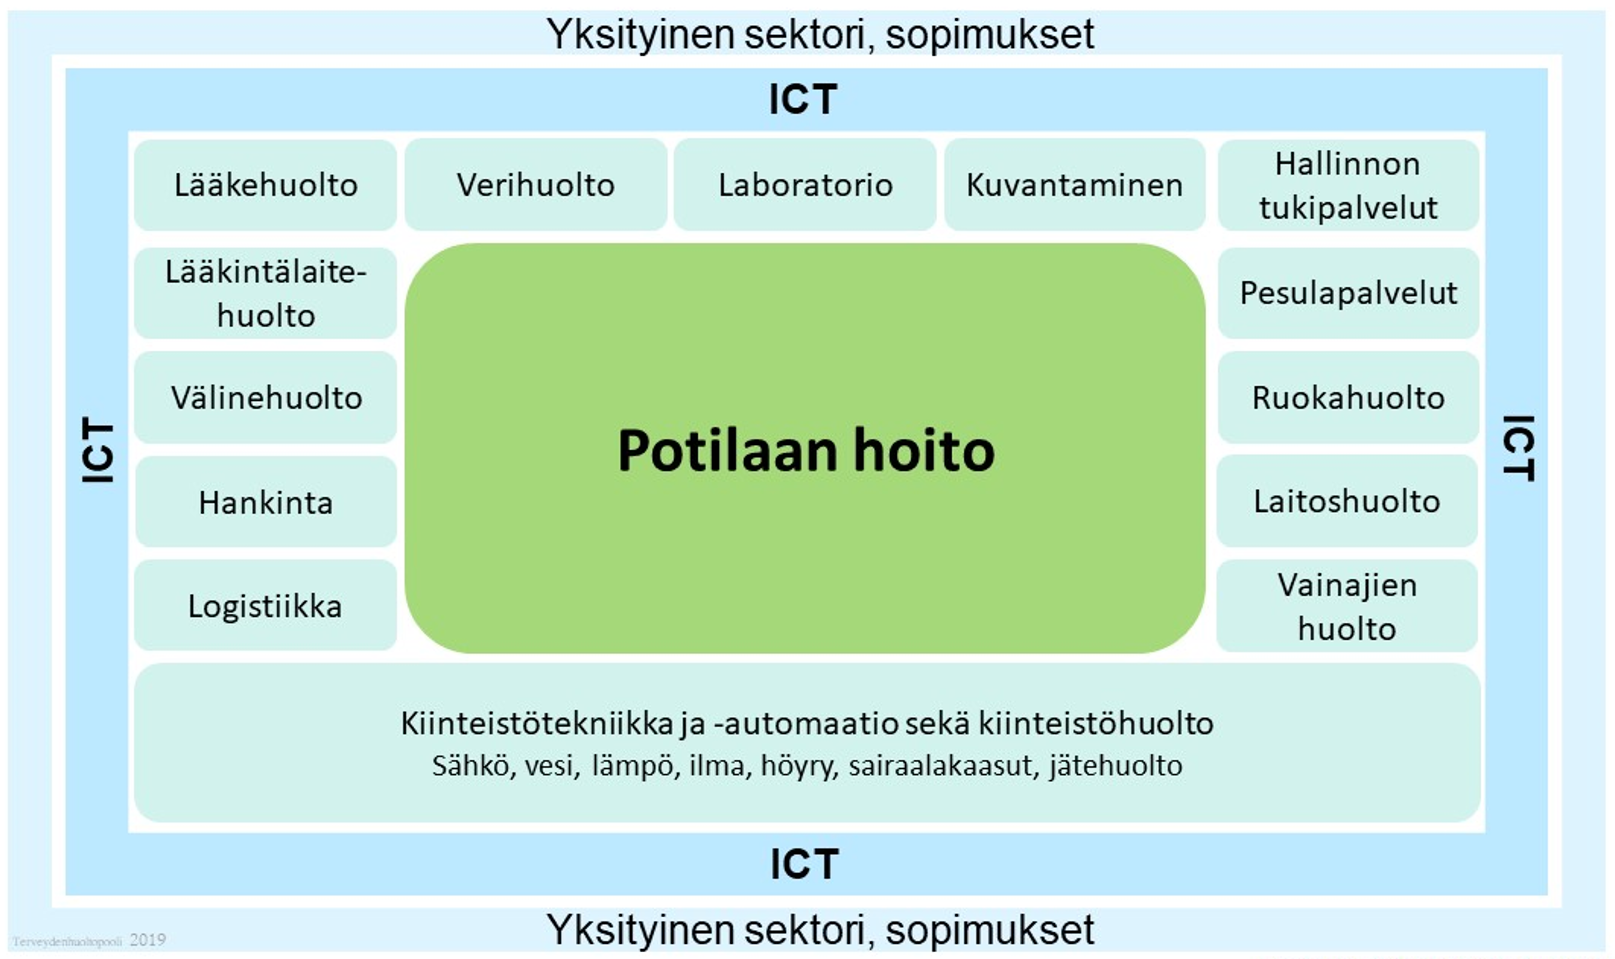 Yksityinen sektori, sopimukset
ICT
Lääkehuolto
Verihuolto
Laboratorio
Kuvantaminen
Hallinnon
tukipalvelut
Lääkintälaite-
huolto
Pesulapalvelut
Välinehuolto
Ruokahuolto
ICT
Potilaan hoito
ICT
Hankinta
Laitoshuolto
Logistiikka
Vainajien
huolto
Kiinteistötekniikka ja -automaatio sekä kiinteistöhuolto
Sähkö, vesi, lämpö, ilma, höyry, sairaalakaasut, jätehuolto
ICT
Yksityinen sektori, sopimukset
Terveydenhuoltopooli 2019